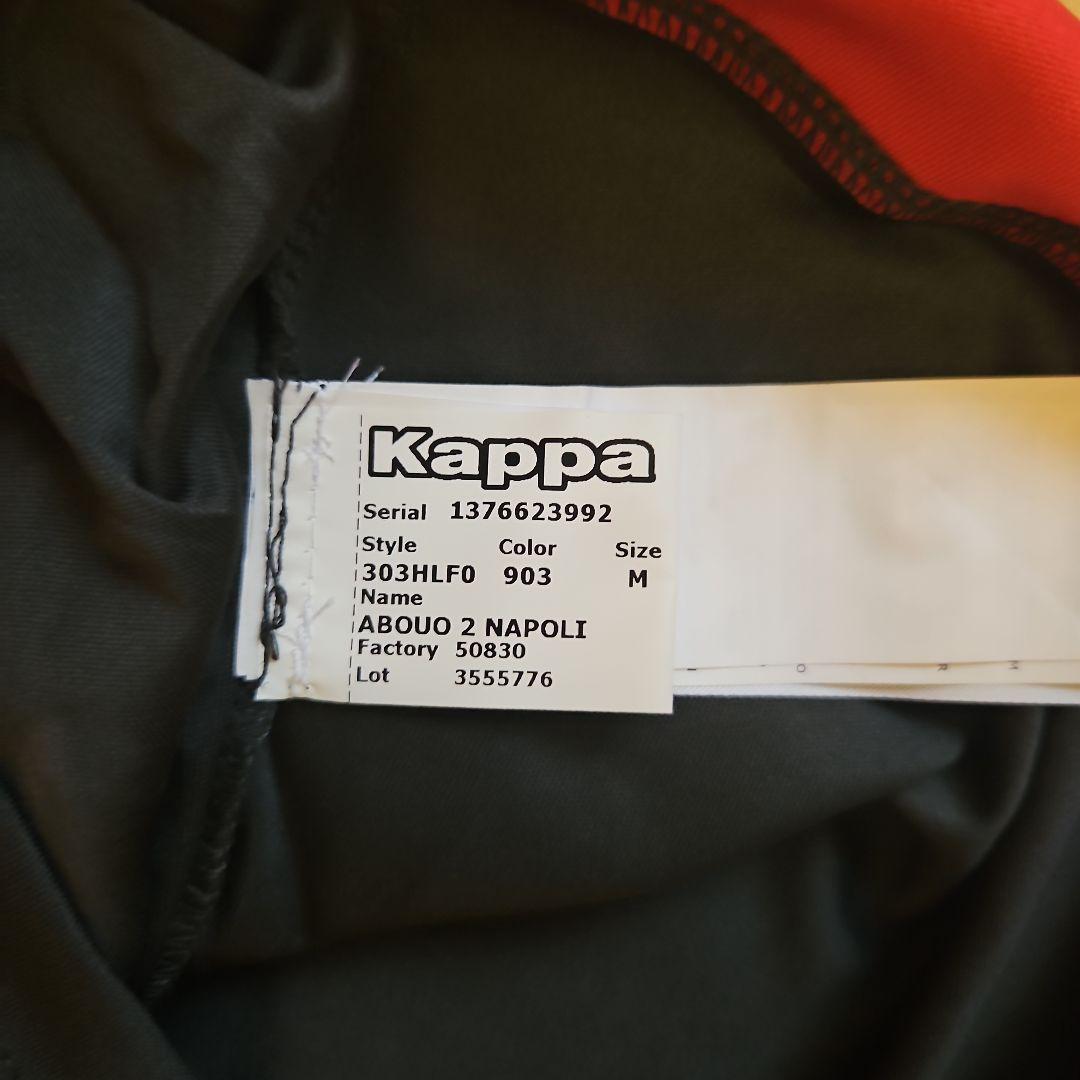 Kappa
Serial 1376623992
Style Color Size
303HLF0 903 M
Name
ABOUO 2 NAPOLI
Factory 50830
Lot 3555776